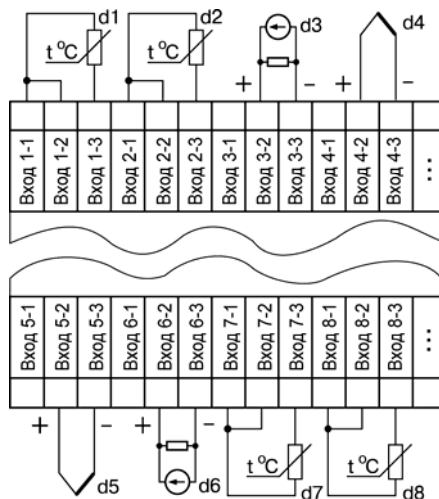 d1 d2 d3 d4
t °C t °C
+ − + −
Вход 1-1
Вход 1-2
Вход 1-3
Вход 2-1
Вход 2-2
Вход 2-3
Вход 3-1
Вход 3-2
Вход 3-3
Вход 4-1
Вход 4-2
Вход 4-3
...
Вход 5-1
Вход 5-2
Вход 5-3
Вход 6-1
Вход 6-2
Вход 6-3
Вход 7-1
Вход 7-2
Вход 7-3
Вход 8-1
Вход 8-2
Вход 8-3
...
+ − + −
t °C t °C
d5 d6 d7 d8